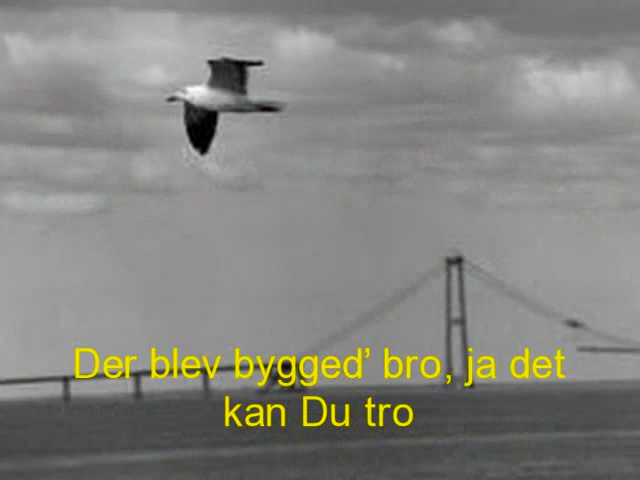 Der blev bygged’ bro, ja det
kan Du tro